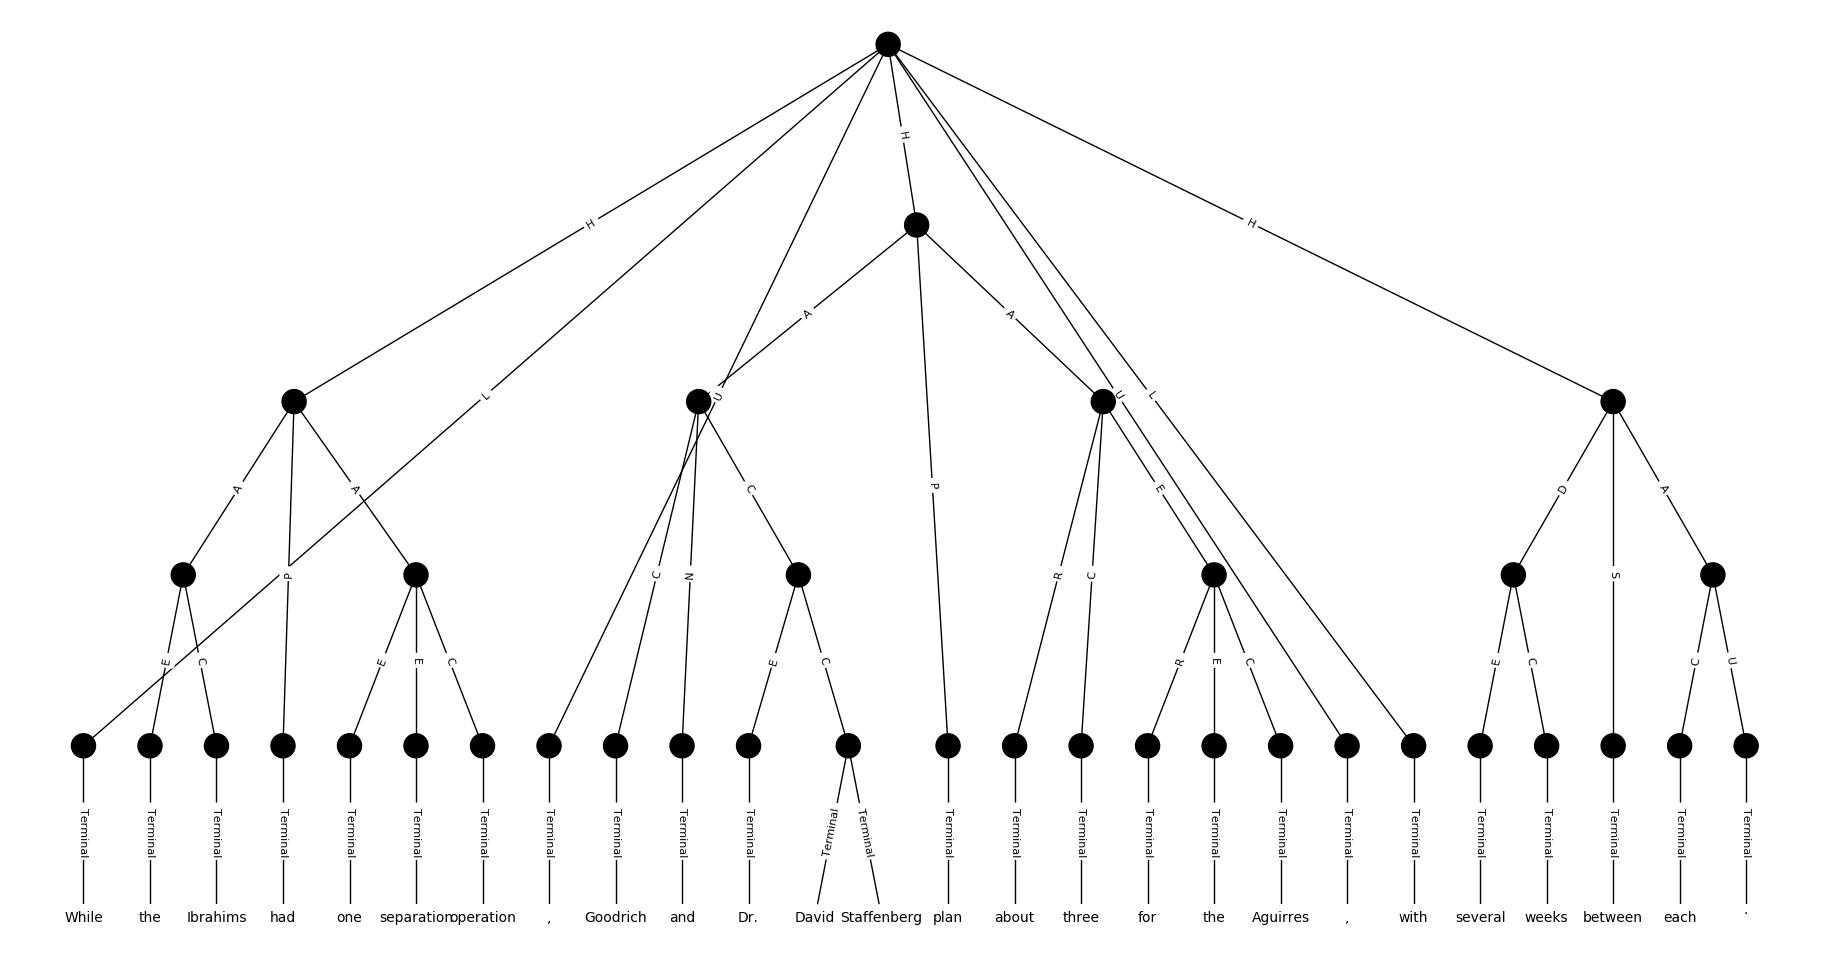 H
H
H
A
A
U
L
U
L
A
A
C
P
E
D
A
P
C
N
R
C
S
E
C
E
E
C
E
C
R
E
C
E
C
C
U
Terminal Terminal Terminal Terminal Terminal Terminal Terminal Terminal Terminal Terminal Terminal Terminal Terminal Terminal Terminal Terminal Terminal Terminal Terminal Terminal Terminal Terminal Terminal Terminal Terminal Terminal
While the Ibrahims had one separation operation , Goodrich and Dr. David Staffenberg plan about three for the Aguirres , with several weeks between each .